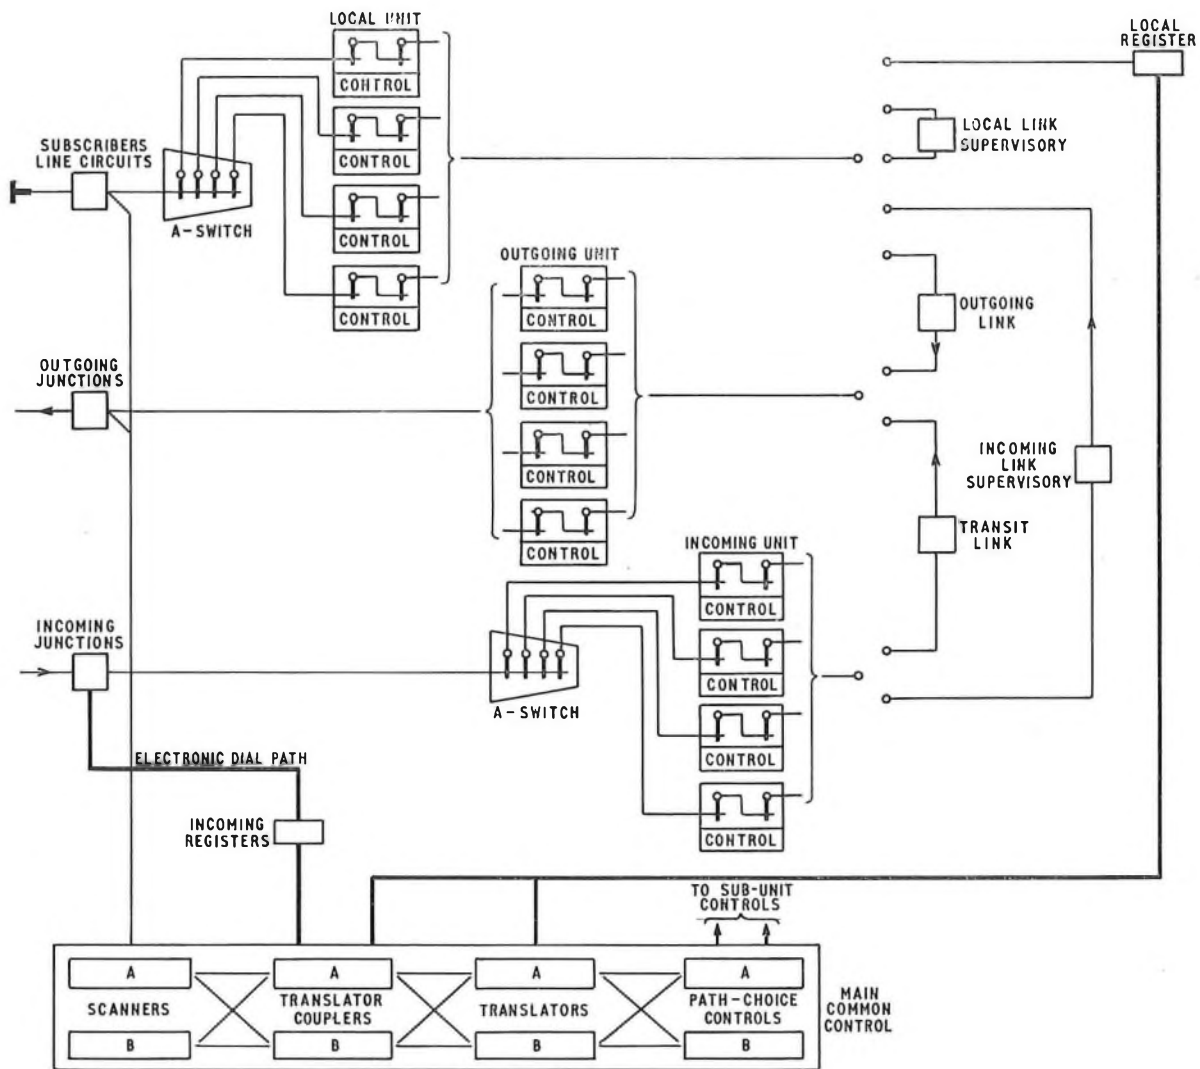 LOCAL UNIT
CONTROL
CONTROL
CONTROL
CONTROL
SUBSCRIBERS
LINE CIRCUITS
A-SWITCH
LOCAL
REGISTER
LOCAL LINK
SUPERVISORY
OUTGOING UNIT
CONTROL
CONTROL
CONTROL
CONTROL
OUTGOING
LINK
OUTGOING
JUNCTIONS
INCOMING
LINK
SUPERVISORY
TRANSIT
LINK
INCOMING UNIT
CONTROL
CONTROL
CONTROL
CONTROL
INCOMING
JUNCTIONS
A-SWITCH
ELECTRONIC DIAL PATH
INCOMING
REGISTERS
TO SUB-UNIT
CONTROLS
A
SCANNERS
B
A
TRANSLATOR
COUPLERS
B
A
TRANSLATORS
B
A
PATH-CHOICE
CONTROLS
B
MAIN
COMMON
CONTROL